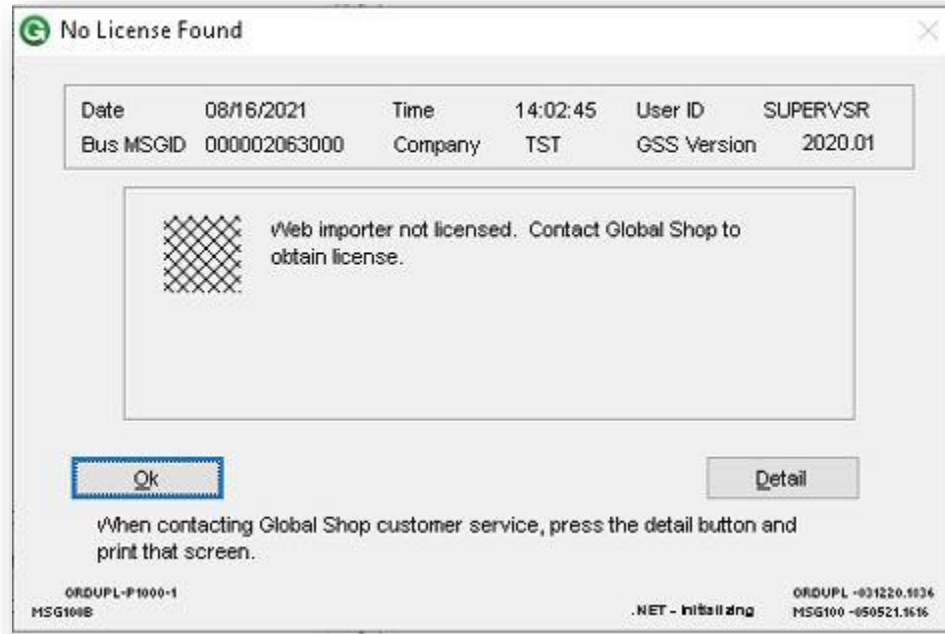 No License Found
Date 08/16/2021 Time 14:02:45 User ID SUPERVSR
Bus MSGID 000002063000 Company TST GSS Version 2020.01
Web importer not licensed. Contact Global Shop to
obtain license.
Ok Detail
When contacting Global Shop customer service, press the detail button and
print that screen.
ORDUPL-P1000-1 ORDUPL -031220.1036
MSG100B .NET - Initializing MSG100 -050521.1616